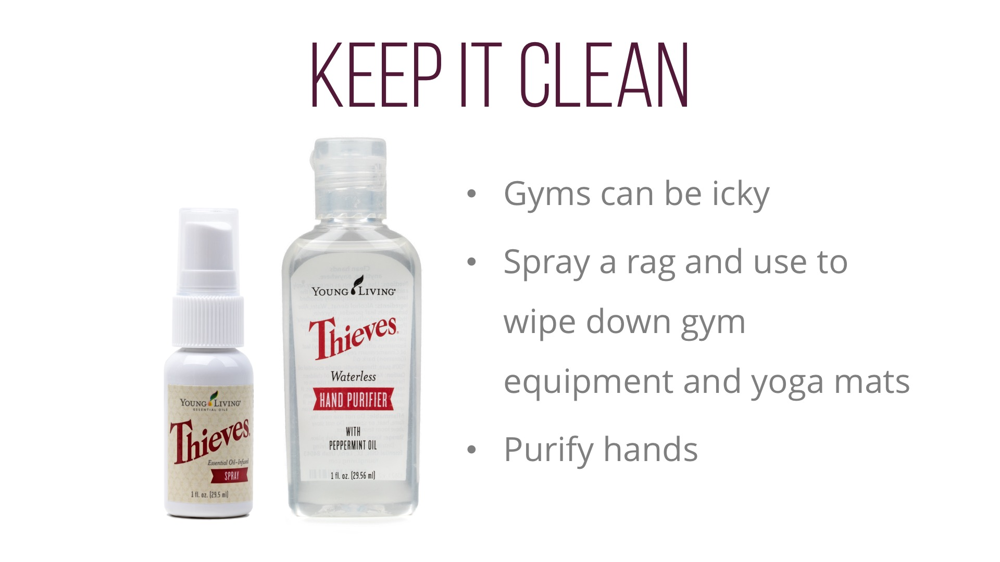 KEEP IT CLEAN
• Gyms can be icky
• Spray a rag and use to
wipe down gym
equipment and yoga mats
• Purify hands
YOUNG LIVING
ESSENTIAL OILS
Thieves.
Essential Oil-Infused
SPRAY
1 fl. oz. (29.5 ml)
YOUNG LIVING®
Thieves.
Waterless
HAND PURIFIER
WITH
PEPPERMINT OIL
1 fl. oz. (29.56 ml)